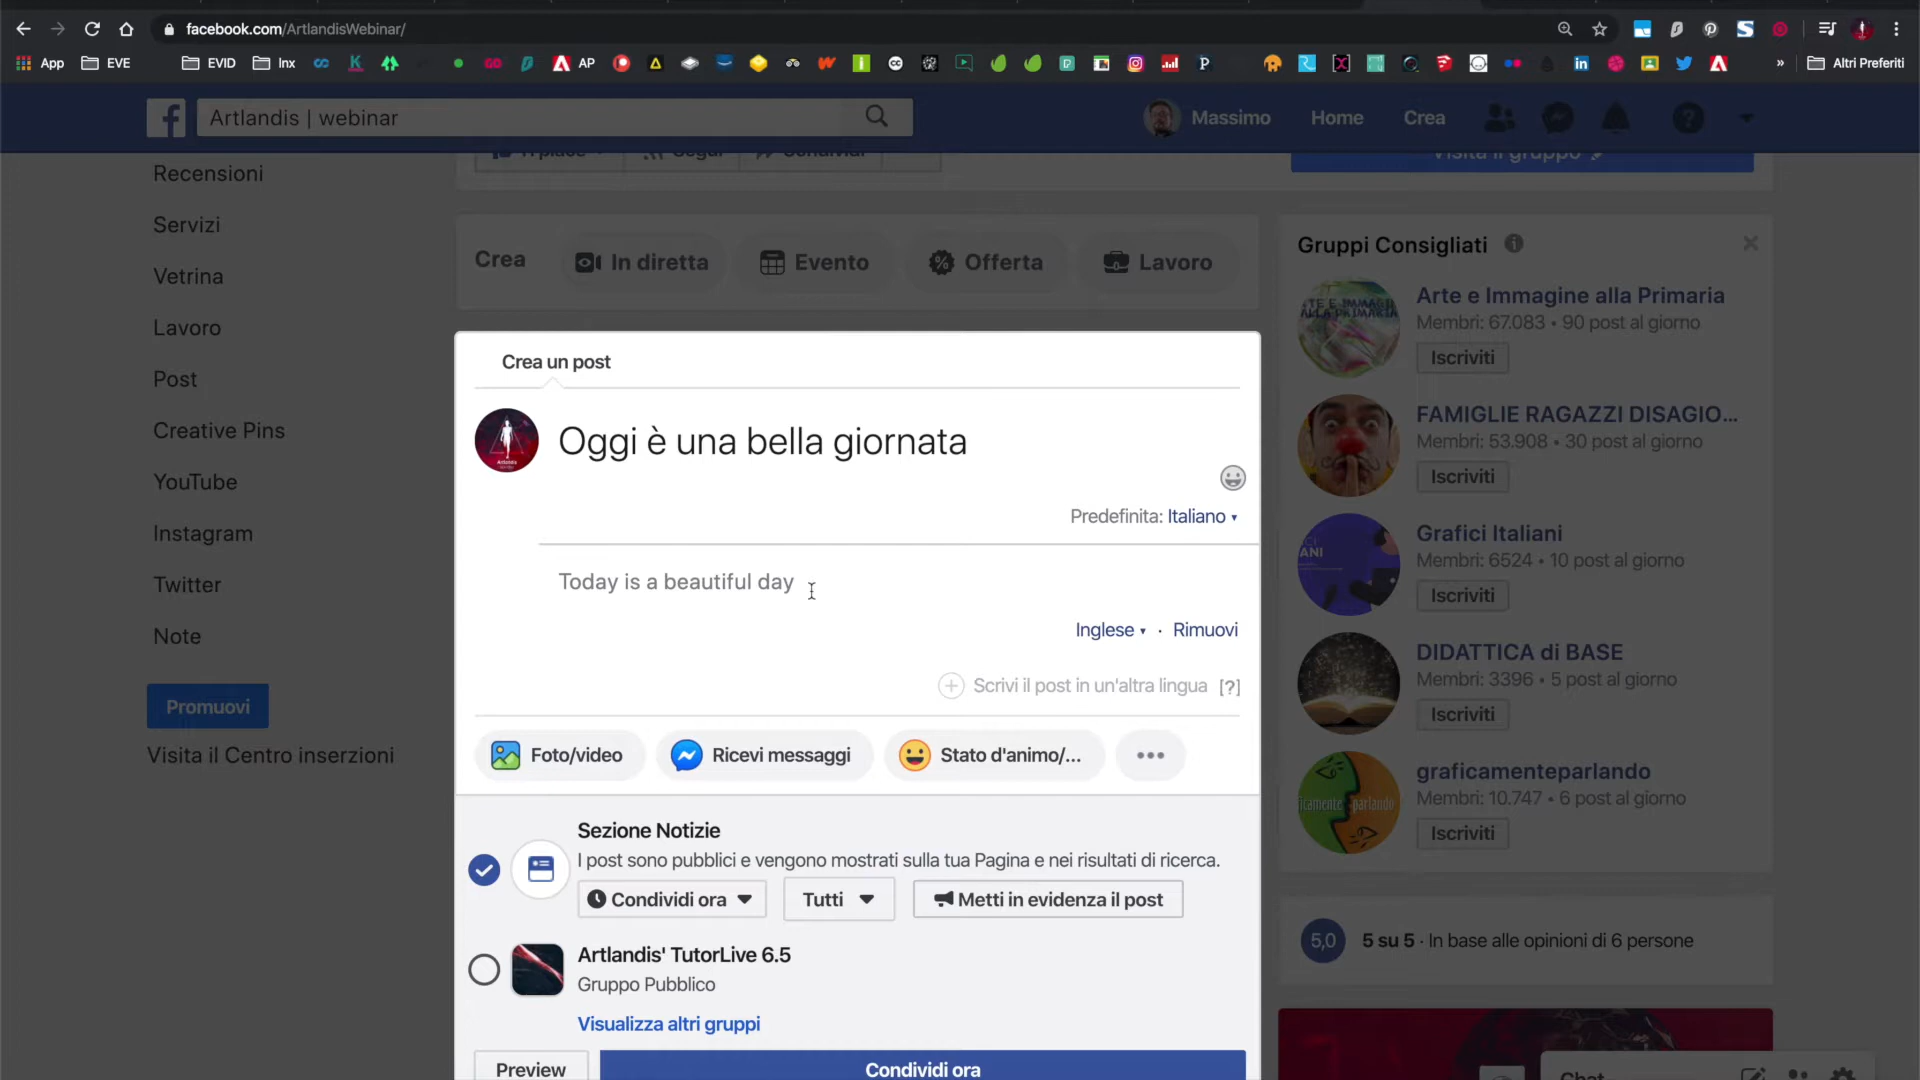 facebook.com/ArtlandisWebinar/
App
EVE
EVID
Inx
AP
Altri Preferiti
Artlandis | webinar
Massimo
Home
Crea
Recensioni
Servizi
Vetrina
Lavoro
Post
Creative Pins
YouTube
Instagram
Twitter
Note
Promuovi
Visita il Centro inserzioni
Visita il gruppo
Crea
In diretta
Evento
Offerta
Lavoro
Crea un post
Oggi è una bella giornata
Predefinita: Italiano
Today is a beautiful day
Inglese · Rimuovi
Scrivi il post in un'altra lingua [?]
Foto/video
Ricevi messaggi
Stato d'animo/...
Sezione Notizie
I post sono pubblici e vengono mostrati sulla tua Pagina e nei risultati di ricerca.
Condividi ora
Tutti
Metti in evidenza il post
Artlandis' TutorLive 6.5
Gruppo Pubblico
Visualizza altri gruppi
Preview
Condividi ora
Gruppi Consigliati
Arte e Immagine alla Primaria
Membri: 67.083 • 90 post al giorno
Iscriviti
FAMIGLIE RAGAZZI DISAGIO...
Membri: 53.908 • 30 post al giorno
Iscriviti
Grafici Italiani
Membri: 6524 • 10 post al giorno
Iscriviti
DIDATTICA di BASE
Membri: 3396 • 5 post al giorno
Iscriviti
graficamenteparlando
Membri: 10.747 • 6 post al giorno
Iscriviti
5,0
5 su 5 · In base alle opinioni di 6 persone
Chat